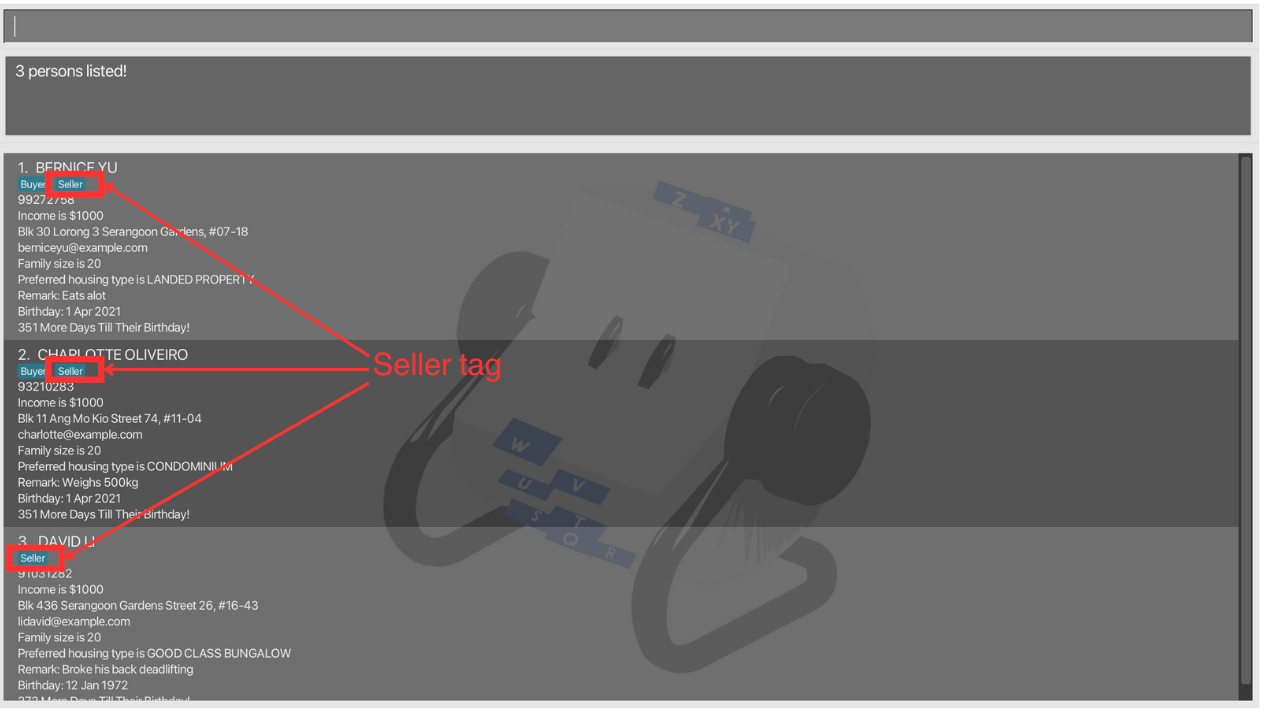 3 persons listed!
1. BERNICE YU
Buyer Seller
99272758
Income is $1000
Blk 30 Lorong 3 Serangoon Gardens, #07-18
berniceyu@example.com
Family size is 20
Preferred housing type is LANDED PROPERTY
Remark: Eats alot
Birthday: 1 Apr 2021
351 More Days Till Their Birthday!
2. CHARLOTTE OLIVEIRO
Buyer Seller
93210283
Income is $1000
Blk 11 Ang Mo Kio Street 74, #11-04
charlotte@example.com
Family size is 20
Preferred housing type is CONDOMINIUM
Remark: Weighs 500kg
Birthday: 1 Apr 2021
351 More Days Till Their Birthday!
3. DAVID LI
Seller
91031282
Income is $1000
Blk 436 Serangoon Gardens Street 26, #16-43
lidavid@example.com
Family size is 20
Preferred housing type is GOOD CLASS BUNGALOW
Remark: Broke his back deadlifting
Birthday: 12 Jan 1972
273 More Days Till Their Birthday!
Seller tag
Z
XY
W
U V
S T
Q R